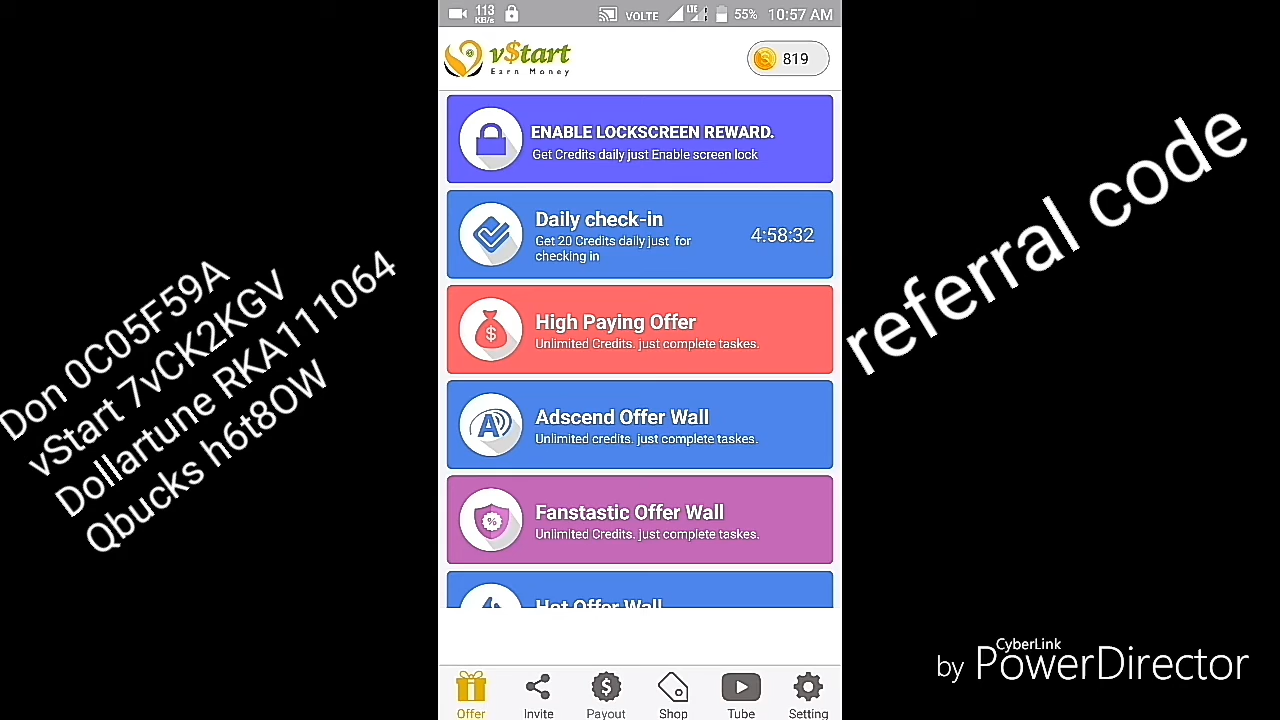 113 KB/s VOLTE LTE 55% 10:57 AM
v$tart
Earn Money
819
ENABLE LOCKSCREEN REWARD.
Get Credits daily just Enable screen lock
Daily check-in
Get 20 Credits daily just for
checking in
4:58:32
High Paying Offer
Unlimited Credits. just complete taskes.
Adscend Offer Wall
Unlimited credits. just complete taskes.
Fanstastic Offer Wall
Unlimited Credits. just complete taskes.
Hot Offer Wall
Offer Invite Payout Shop Tube Setting
Don 0C05F59A
vStart 7vCK2KGV
Dollartune RKA111064
Qbucks h6t8OW
referral code
by CyberLink PowerDirector